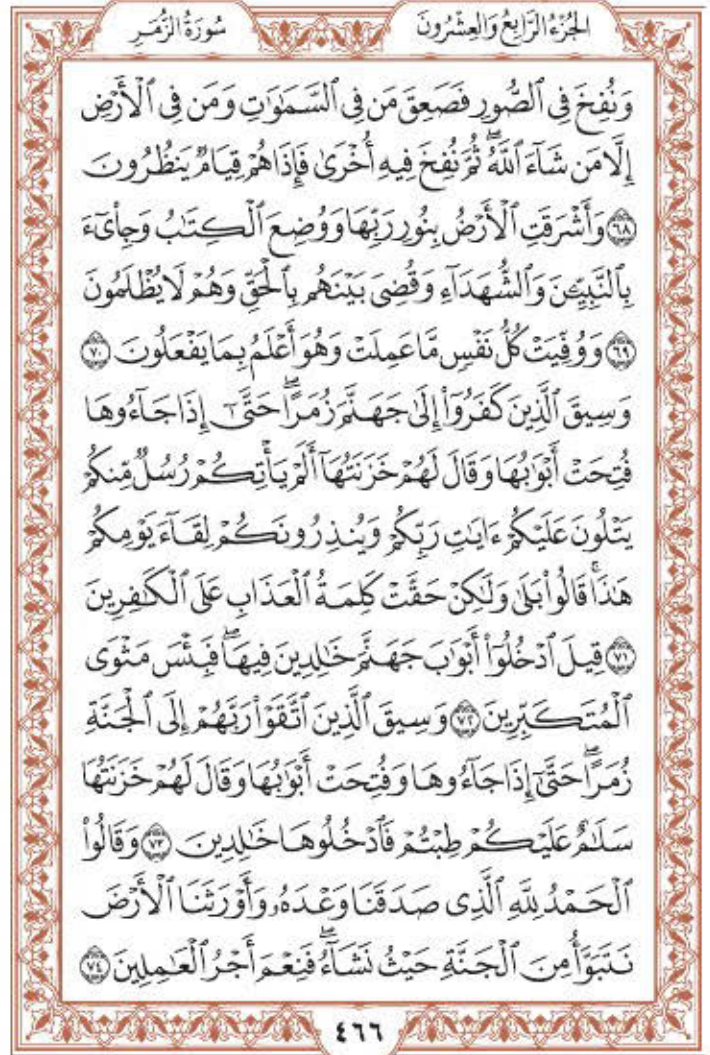 الجُزْءُ الرَّابِعُ وَالعِشْرُونَ
سُورَةُ الزُّمَرِ
وَنُفِخَ فِي ٱلصُّورِ فَصَعِقَ مَن فِي ٱلسَّمَٰوَٰتِ وَمَن فِي ٱلْأَرْضِ
إِلَّا مَن شَآءَ ٱللَّهُۖ ثُمَّ نُفِخَ فِيهِ أُخْرَىٰ فَإِذَا هُمْ قِيَامٌ يَنظُرُونَ
٦٨ وَأَشْرَقَتِ ٱلْأَرْضُ بِنُورِ رَبِّهَا وَوُضِعَ ٱلْكِتَٰبُ وَجِاْيٓءَ
بِٱلنَّبِيِّـۧنَ وَٱلشُّهَدَآءِ وَقُضِيَ بَيْنَهُم بِٱلْحَقِّ وَهُمْ لَا يُظْلَمُونَ
٦٩ وَوُفِّيَتْ كُلُّ نَفْسٍ مَّا عَمِلَتْ وَهُوَ أَعْلَمُ بِمَا يَفْعَلُونَ ٧٠
وَسِيقَ ٱلَّذِينَ كَفَرُوٓاْ إِلَىٰ جَهَنَّمَ زُمَرًاۖ حَتَّىٰٓ إِذَا جَآءُوهَا
فُتِحَتْ أَبْوَٰبُهَا وَقَالَ لَهُمْ خَزَنَتُهَآ أَلَمْ يَأْتِكُمْ رُسُلٌ مِّنكُمْ
يَتْلُونَ عَلَيْكُمْ ءَايَٰتِ رَبِّكُمْ وَيُنذِرُونَكُمْ لِقَآءَ يَوْمِكُمْ
هَٰذَاۚ قَالُواْ بَلَىٰ وَلَٰكِنْ حَقَّتْ كَلِمَةُ ٱلْعَذَابِ عَلَى ٱلْكَٰفِرِينَ
٧١ قِيلَ ٱدْخُلُوٓاْ أَبْوَٰبَ جَهَنَّمَ خَٰلِدِينَ فِيهَاۖ فَبِئْسَ مَثْوَى
ٱلْمُتَكَبِّرِينَ ٧٢ وَسِيقَ ٱلَّذِينَ ٱتَّقَوْاْ رَبَّهُمْ إِلَى ٱلْجَنَّةِ
زُمَرًاۖ حَتَّىٰٓ إِذَا جَآءُوهَا وَفُتِحَتْ أَبْوَٰبُهَا وَقَالَ لَهُمْ خَزَنَتُهَا
سَلَٰمٌ عَلَيْكُمْ طِبْتُمْ فَٱدْخُلُوهَا خَٰلِدِينَ ٧٣ وَقَالُواْ
ٱلْحَمْدُ لِلَّهِ ٱلَّذِي صَدَقَنَا وَعْدَهُۥ وَأَوْرَثَنَا ٱلْأَرْضَ
نَتَبَوَّأُ مِنَ ٱلْجَنَّةِ حَيْثُ نَشَآءُۖ فَنِعْمَ أَجْرُ ٱلْعَٰمِلِينَ ٧٤
٤٦٦